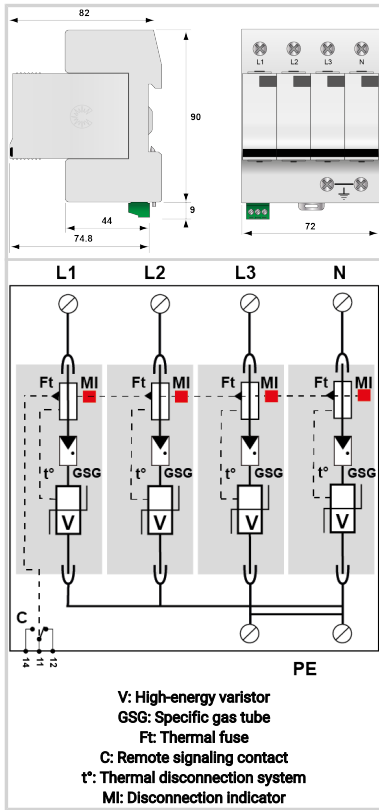 82
L1 L2 L3 N
90
9
44
74.8
72
L1 L2 L3 N
Ft MI Ft MI Ft MI Ft MI
t° GSG t° GSG t° GSG t° GSG
V V V V
C
14 11 12
PE
V: High-energy varistor
GSG: Specific gas tube
Ft: Thermal fuse
C: Remote signaling contact
t°: Thermal disconnection system
MI: Disconnection indicator